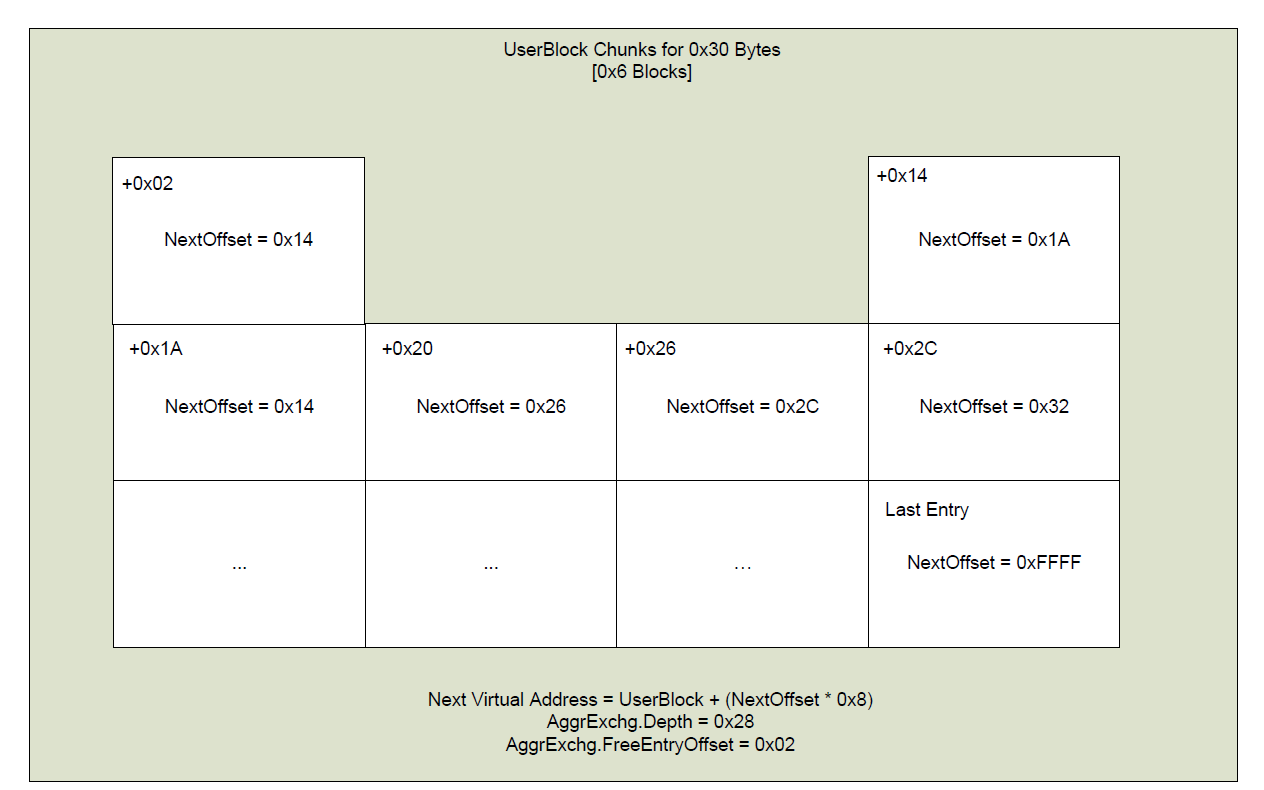 UserBlock Chunks for 0x30 Bytes
[0x6 Blocks]
+0x02
NextOffset = 0x14
+0x14
NextOffset = 0x1A
+0x1A
NextOffset = 0x14
+0x20
NextOffset = 0x26
+0x26
NextOffset = 0x2C
+0x2C
NextOffset = 0x32
...
...
...
Last Entry
NextOffset = 0xFFFF
Next Virtual Address = UserBlock + (NextOffset * 0x8)
AggrExchg.Depth = 0x28
AggrExchg.FreeEntryOffset = 0x02